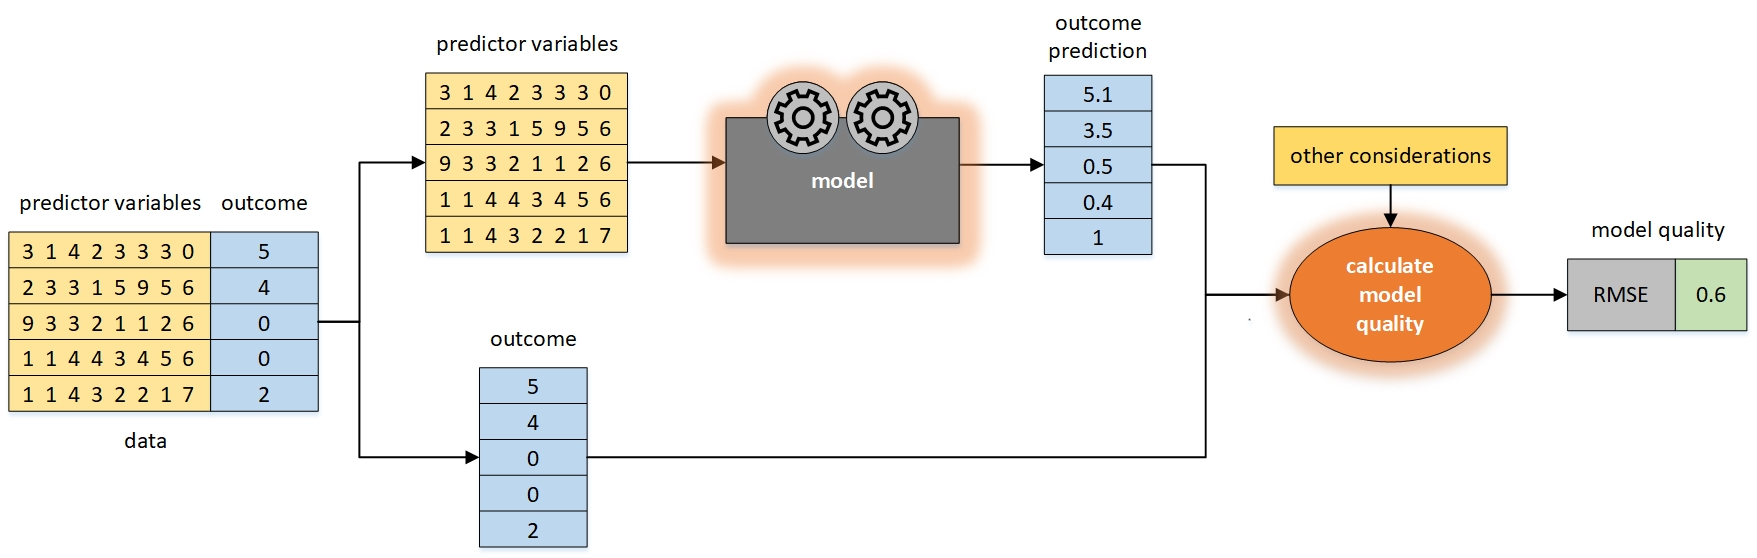 predictor variables outcome
3 1 4 2 3 3 3 0 5
2 3 3 1 5 9 5 6 4
9 3 3 2 1 1 2 6 0
1 1 4 4 3 4 5 6 0
1 1 4 3 2 2 1 7 2
data
predictor variables
3 1 4 2 3 3 3 0
2 3 3 1 5 9 5 6
9 3 3 2 1 1 2 6
1 1 4 4 3 4 5 6
1 1 4 3 2 2 1 7
model
outcome
prediction
5.1
3.5
0.5
0.4
1
outcome
5
4
0
0
2
other considerations
calculate
model
quality
model quality
RMSE 0.6